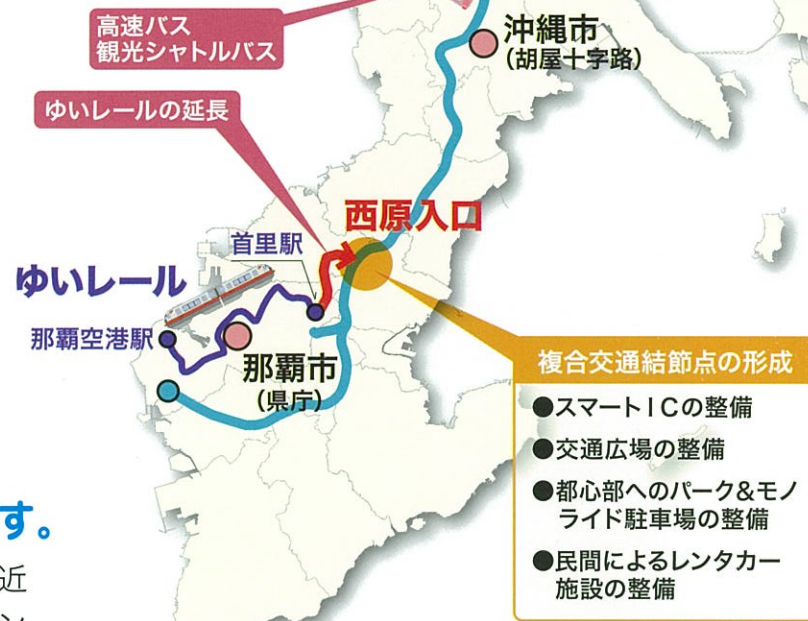 高速バス
観光シャトルバス
沖縄市
（胡屋十字路）
ゆいレールの延長
西原入口
首里駅
ゆいレール
那覇空港駅
那覇市
（県庁）
複合交通結節点の形成
●スマートICの整備
●交通広場の整備
●都心部へのパーク&モノ
ライド駐車場の整備
●民間によるレンタカー
施設の整備
す。
近